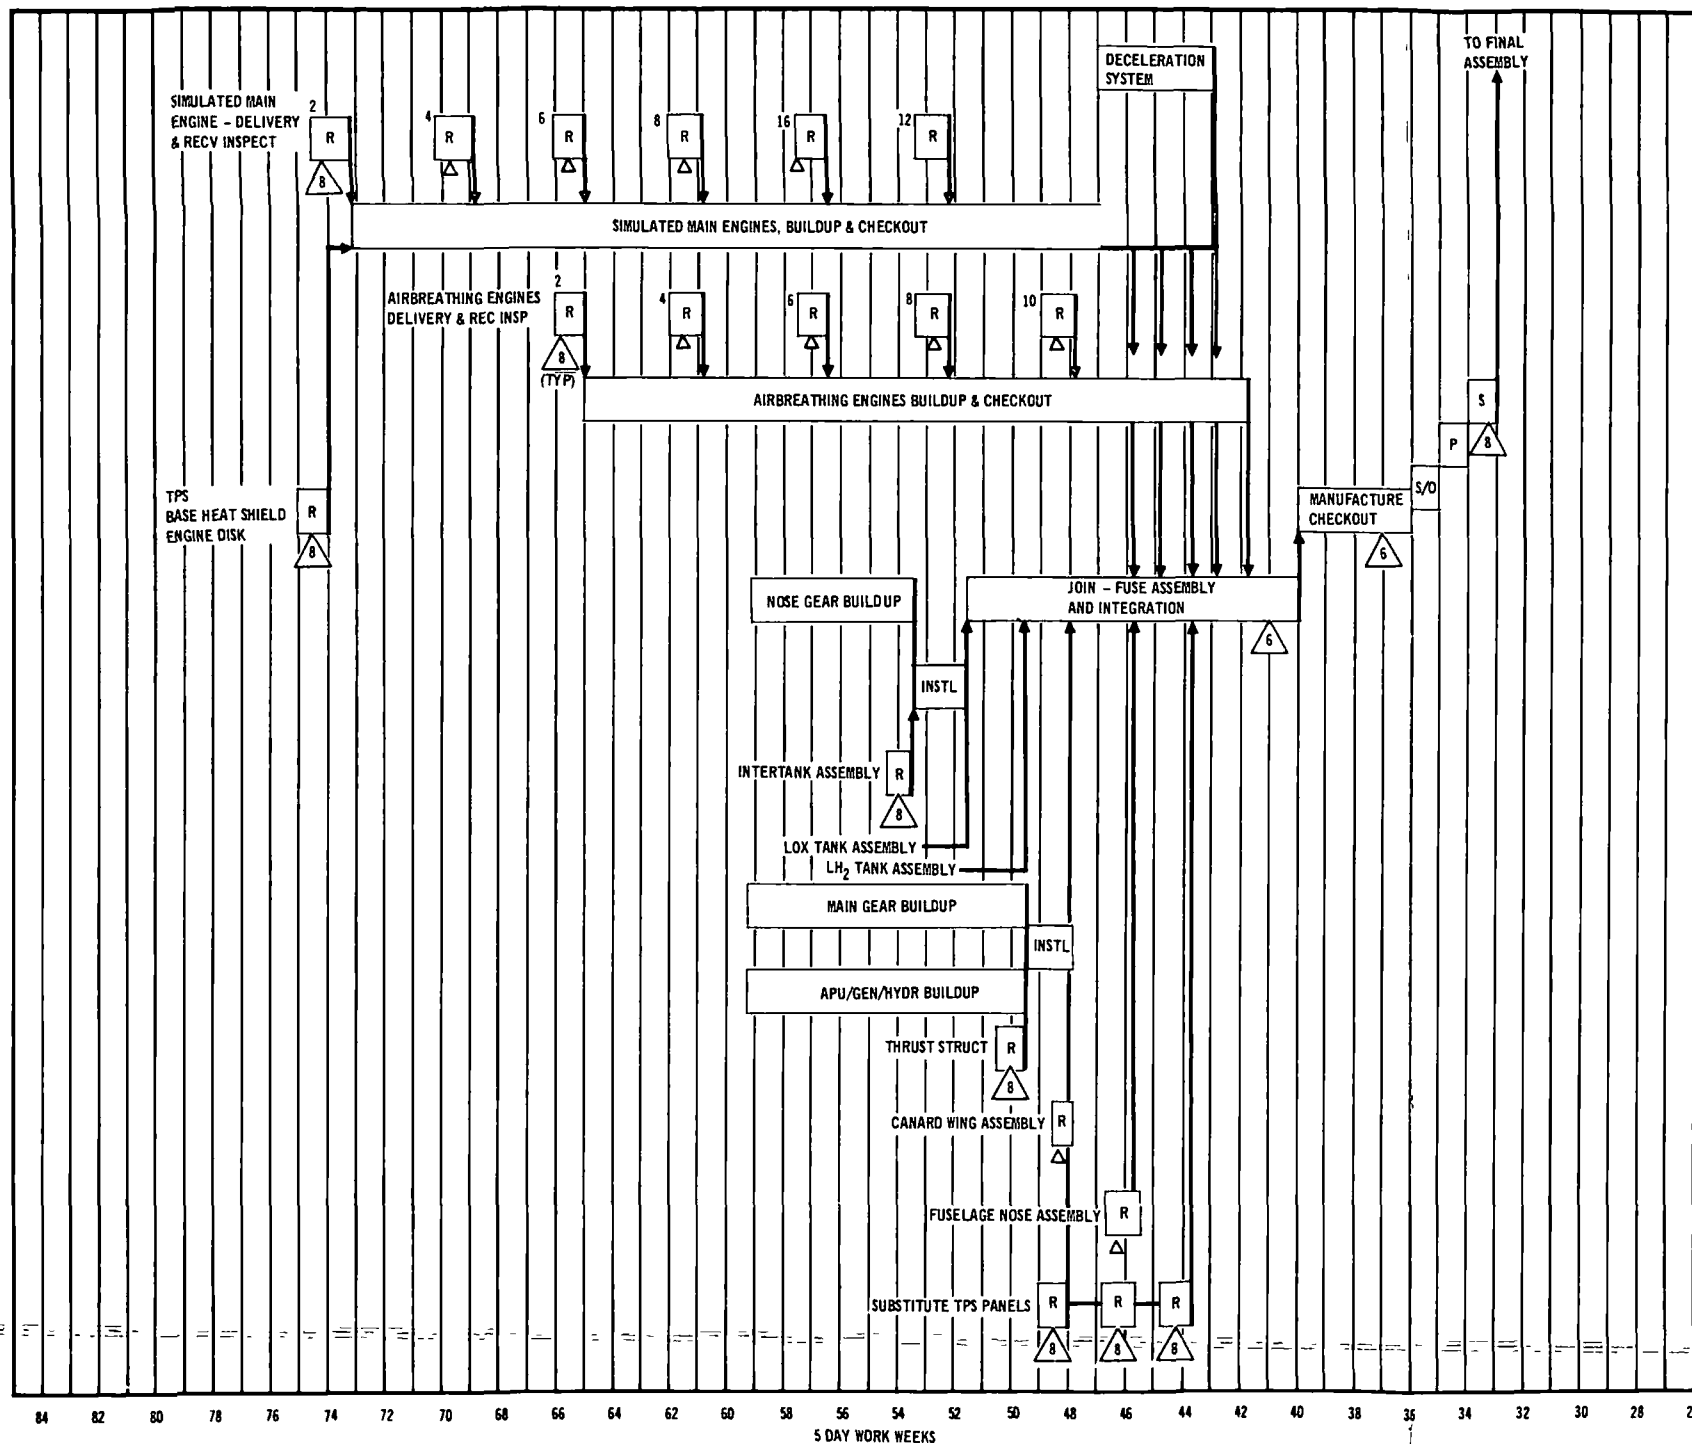 TO FINAL
ASSEMBLY
DECELERATION
SYSTEM
SIMULATED MAIN
ENGINE - DELIVERY
& RECV INSPECT
2
R
8
4
R
6
R
8
R
16
R
12
R
SIMULATED MAIN ENGINES, BUILDUP & CHECKOUT
AIRBREATHING ENGINES
DELIVERY & REC INSP
2
R
8
(TYP)
4
R
6
R
8
R
10
R
AIRBREATHING ENGINES BUILDUP & CHECKOUT
S
P
8
S/O
TPS
BASE HEAT SHIELD
ENGINE DISK
R
8
MANUFACTURE
CHECKOUT
6
NOSE GEAR BUILDUP
JOIN - FUSE ASSEMBLY
AND INTEGRATION
6
INSTL
INTERTANK ASSEMBLY
R
8
LOX TANK ASSEMBLY
LH2 TANK ASSEMBLY
MAIN GEAR BUILDUP
INSTL
APU/GEN/HYDR BUILDUP
THRUST STRUCT
R
8
CANARD WING ASSEMBLY
R
FUSELAGE NOSE ASSEMBLY
R
SUBSTITUTE TPS PANELS
R
R
R
8
8
8
84 82 80 78 76 74 72 70 68 66 64 62 60 58 56 54 52 50 48 46 44 42 40 38 36 34 32 30 28 2
5 DAY WORK WEEKS